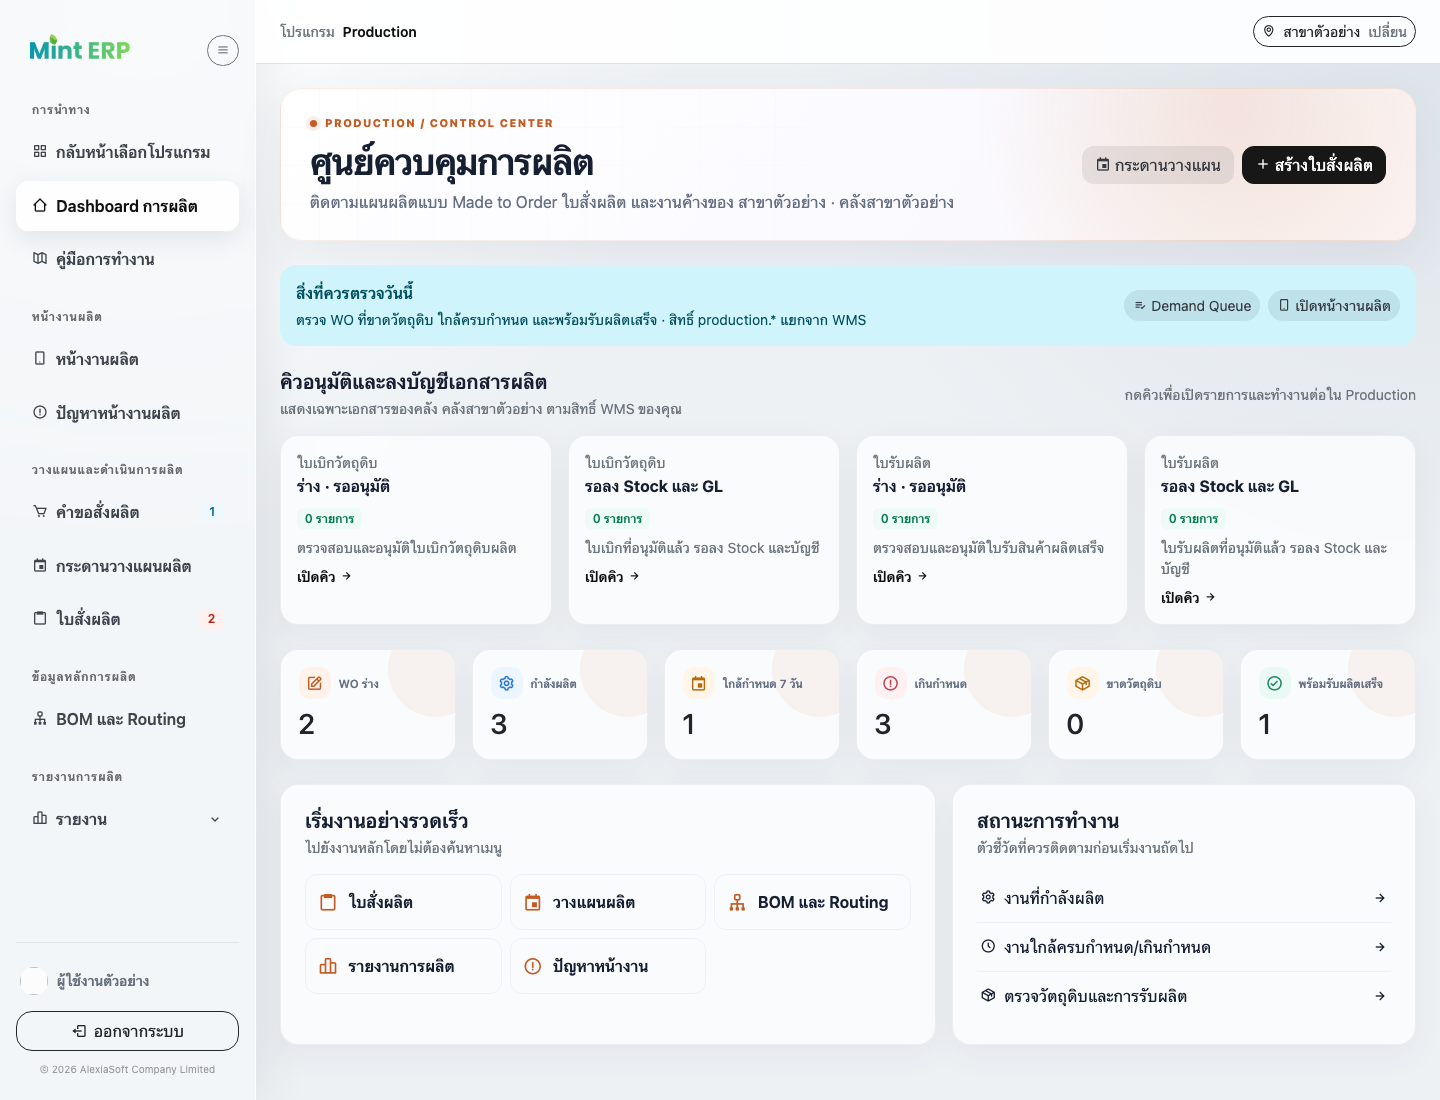 Mint ERP
การนำทาง
กลับหน้าเลือกโปรแกรม
Dashboard การผลิต
คู่มือการทำงาน
หน้างานผลิต
หน้างานผลิต
ปัญหาหน้างานผลิต
วางแผนและดำเนินการผลิต
คำขอสั่งผลิต 1
กระดานวางแผนผลิต
ใบสั่งผลิต 2
ข้อมูลหลักการผลิต
BOM และ Routing
รายงานการผลิต
รายงาน
ผู้ใช้งานตัวอย่าง
ออกจากระบบ
© 2026 AlexiaSoft Company Limited
โปรแกรม Production
สาขาตัวอย่าง เปลี่ยน
PRODUCTION / CONTROL CENTER
ศูนย์ควบคุมการผลิต
ติดตามแผนผลิตแบบ Made to Order ใบสั่งผลิต และงานค้างของ สาขาตัวอย่าง · คลังสาขาตัวอย่าง
กระดานวางแผน
สร้างใบสั่งผลิต
สิ่งที่ควรตรวจวันนี้
ตรวจ WO ที่ขาดวัตถุดิบ ใกล้ครบกำหนด และพร้อมรับผลิตเสร็จ · สิทธิ์ production.* แยกจาก WMS
Demand Queue
เปิดหน้างานผลิต
คิวอนุมัติและลงบัญชีเอกสารผลิต
แสดงเฉพาะเอกสารของคลัง คลังสาขาตัวอย่าง ตามสิทธิ์ WMS ของคุณ
กดคิวเพื่อเปิดรายการและทำงานต่อใน Production
ใบเบิกวัตถุดิบ
ร่าง · รออนุมัติ
0 รายการ
ตรวจสอบและอนุมัติใบเบิกวัตถุดิบผลิต
เปิดคิว →
ใบเบิกวัตถุดิบ
รอลง Stock และ GL
0 รายการ
ใบเบิกที่อนุมัติแล้ว รอลง Stock และบัญชี
เปิดคิว →
ใบรับผลิต
ร่าง · รออนุมัติ
0 รายการ
ตรวจสอบและอนุมัติใบรับสินค้าผลิตเสร็จ
เปิดคิว →
ใบรับผลิต
รอลง Stock และ GL
0 รายการ
ใบรับผลิตที่อนุมัติแล้ว รอลง Stock และ
บัญชี
เปิดคิว →
WO ร่าง
2
กำลังผลิต
3
ใกล้กำหนด 7 วัน
1
เกินกำหนด
3
ขาดวัตถุดิบ
0
พร้อมรับผลิตเสร็จ
1
เริ่มงานอย่างรวดเร็ว
ไปยังงานหลักโดยไม่ต้องค้นหาเมนู
ใบสั่งผลิต
วางแผนผลิต
BOM และ Routing
รายงานการผลิต
ปัญหาหน้างาน
สถานะการทำงาน
ตัวชี้วัดที่ควรติดตามก่อนเริ่มงานถัดไป
งานที่กำลังผลิต →
งานใกล้ครบกำหนด/เกินกำหนด →
ตรวจวัตถุดิบและการรับผลิต →